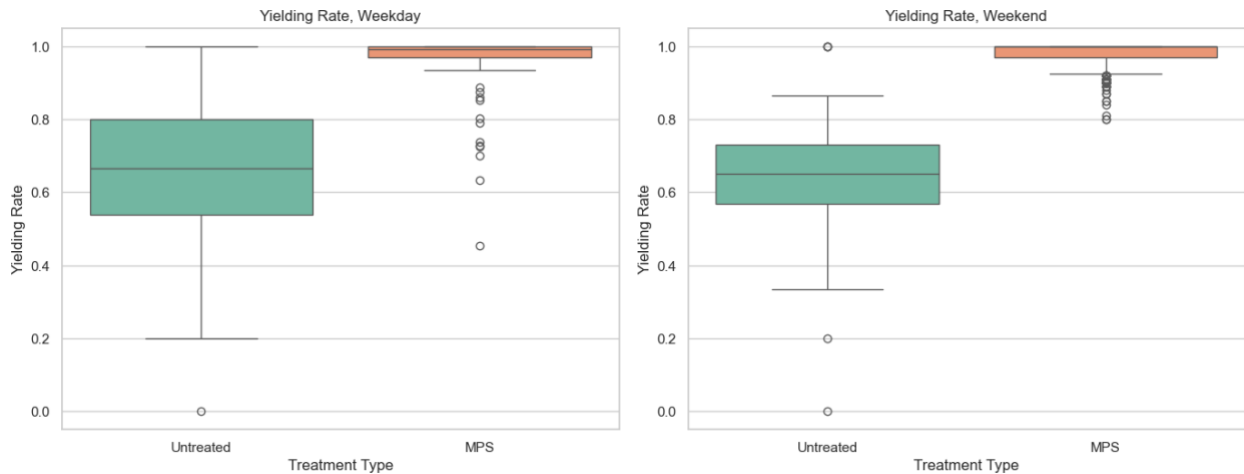 Yielding Rate, Weekday
1.0
0.8
0.6
0.4
0.2
0.0
Yielding Rate
Untreated
MPS
Treatment Type
Yielding Rate, Weekend
1.0
0.8
0.6
0.4
0.2
0.0
Yielding Rate
Untreated
MPS
Treatment Type